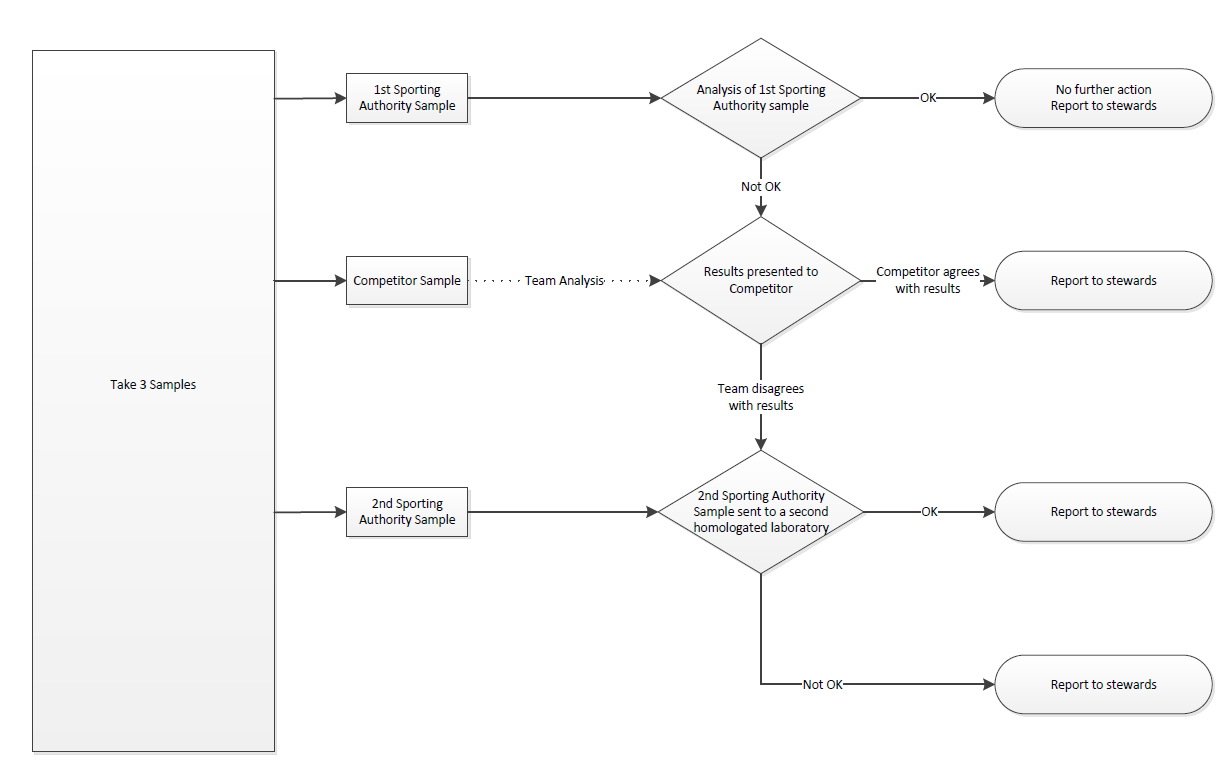 1st Sporting
Authority Sample
Analysis of 1st Sporting
Authority sample
OK
No further action
Report to stewards
Not OK
Competitor Sample
Team Analysis
Results presented to
Competitor
Competitor agrees
with results
Report to stewards
Take 3 Samples
Team disagrees
with results
2nd Sporting
Authority Sample
2nd Sporting Authority
Sample sent to a second
homologated laboratory
OK
Report to stewards
Not OK
Report to stewards